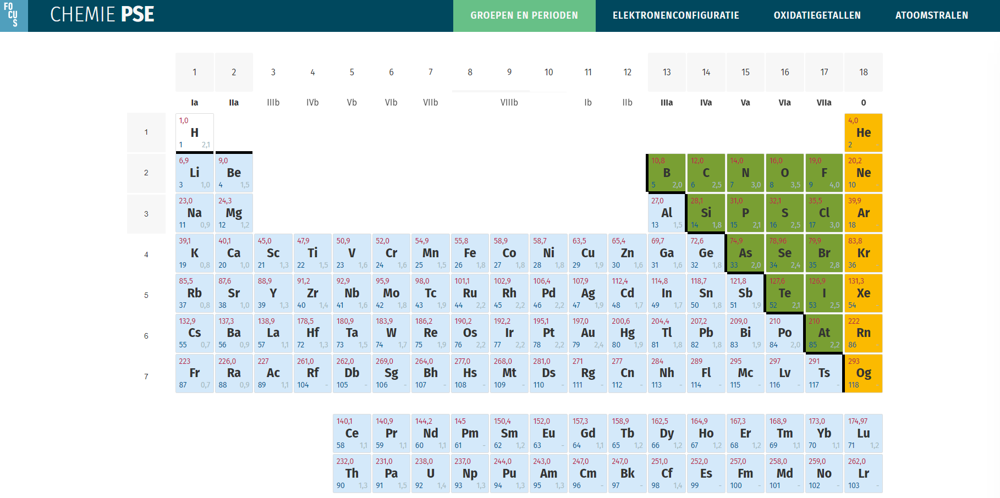 FO
CU
S
CHEMIE PSE
GROEPEN EN PERIODEN
ELEKTRONENCONFIGURATIE
OXIDATIEGETALLEN
ATOOMSTRALEN
1 2 3 4 5 6 7 8 9 10 11 12 13 14 15 16 17 18
Ia IIa IIIb IVb Vb VIb VIIb VIIIb Ib IIb IIIa IVa Va VIa VIIa 0
1,0 4,0
1 H He
1 2,1 2
6,9 9,0 10,8 12,0 14,0 16,0 19,0 20,2
2 Li Be B C N O F Ne
3 1,0 4 1,5 5 2,0 6 2,5 7 3,0 8 3,5 9 4,0 10 -
23,0 24,3 27,0 28,1 31,0 32,1 35,5 39,9
3 Na Mg Al Si P S Cl Ar
11 0,9 12 1,2 13 1,5 14 1,8 15 2,1 16 2,5 17 3,0 18
39,1 40,1 45,0 47,9 50,9 52,0 54,9 55,8 58,9 58,7 63,5 65,4 69,7 72,6 74,9 78,96 79,9 83,8
4 K Ca Sc Ti V Cr Mn Fe Co Ni Cu Zn Ga Ge As Se Br Kr
19 0,8 20 1,0 21 1,3 22 1,5 23 1,6 24 1,6 25 1,5 26 1,8 27 1,8 28 1,8 29 1,9 30 1,6 31 1,6 32 1,8 33 2,0 34 2,4 35 2,8 36 -
85,5 87,6 88,9 91,2 92,9 95,9 98,0 101,1 102,9 106,4 107,9 112,4 114,8 118,7 121,8 127,6 126,9 131,3
5 Rb Sr Y Zr Nb Mo Tc Ru Rh Pd Ag Cd In Sn Sb Te I Xe
37 0,8 38 1,0 39 1,3 40 1,4 41 1,6 42 1,8 43 1,9 44 2,2 45 2,2 46 2,2 47 1,9 48 1,7 49 1,7 50 1,8 51 1,9 52 2,1 53 2,5 54
132,9 137,3 138,9 178,5 180,9 183,9 186,2 190,2 192,2 195,1 197,0 200,6 204,4 207,2 209,0 210 210 222
6 Cs Ba La Hf Ta W Re Os Ir Pt Au Hg Tl Pb Bi Po At Rn
55 0,7 56 0,9 57 1,1 72 1,3 73 1,5 74 1,7 75 1,9 76 2,2 77 2,2 78 2,2 79 2,4 80 1,9 81 1,8 82 1,8 83 1,9 84 2,0 85 2,2 86 -
223 226,0 227 261,0 262,0 269,0 264,0 277,0 268,0 281,0 271 277 284 289 295 297 291 293
7 Fr Ra Ac Rf Db Sg Bh Hs Mt Ds Rg Cn Nh Fl Mc Lv Ts Og
87 0,7 88 0,9 89 1,1 104 - 105 - 106 - 107 - 108 - 109 - 110 - 111 - 112 - 113 - 114 - 115 - 116 - 117 - 118 -
140,1 140,9 144,2 145 150,4 152,0 157,3 158,9 162,5 164,9 167,3 168,9 173,0 174,97
Ce Pr Nd Pm Sm Eu Gd Tb Dy Ho Er Tm Yb Lu
58 1,1 59 1,1 60 1,1 61 - 62 1,2 63 - 64 1,1 65 1,2 66 1,2 67 1,2 68 1,2 69 1,1 70 1,1 71 1,2
232,0 231,0 238,0 237,0 244,0 243,0 247,0 247,0 251,0 252,0 257,0 258,0 259,0 262,0
Th Pa U Np Pu Am Cm Bk Cf Es Fm Md No Lr
90 1,3 91 1,5 92 1,4 93 1,3 94 1,3 95 1,3 96 - 97 - 98 1,4 99 - 100 - 101 - 102 - 103 -